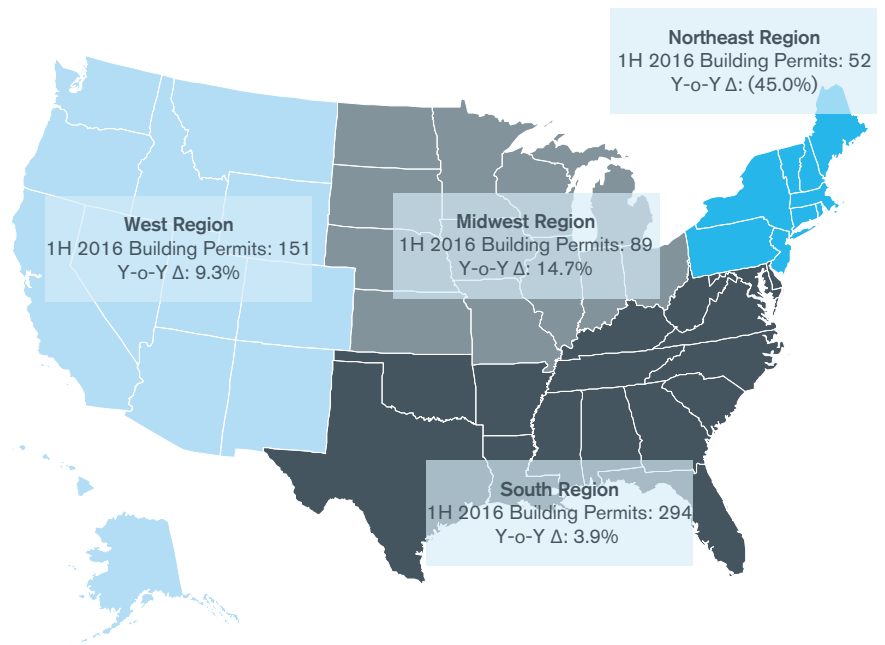 Northeast Region
1H 2016 Building Permits: 52
Y-o-Y Δ: (45.0%)
West Region
1H 2016 Building Permits: 151
Y-o-Y Δ: 9.3%
Midwest Region
1H 2016 Building Permits: 89
Y-o-Y Δ: 14.7%
South Region
1H 2016 Building Permits: 294
Y-o-Y Δ: 3.9%